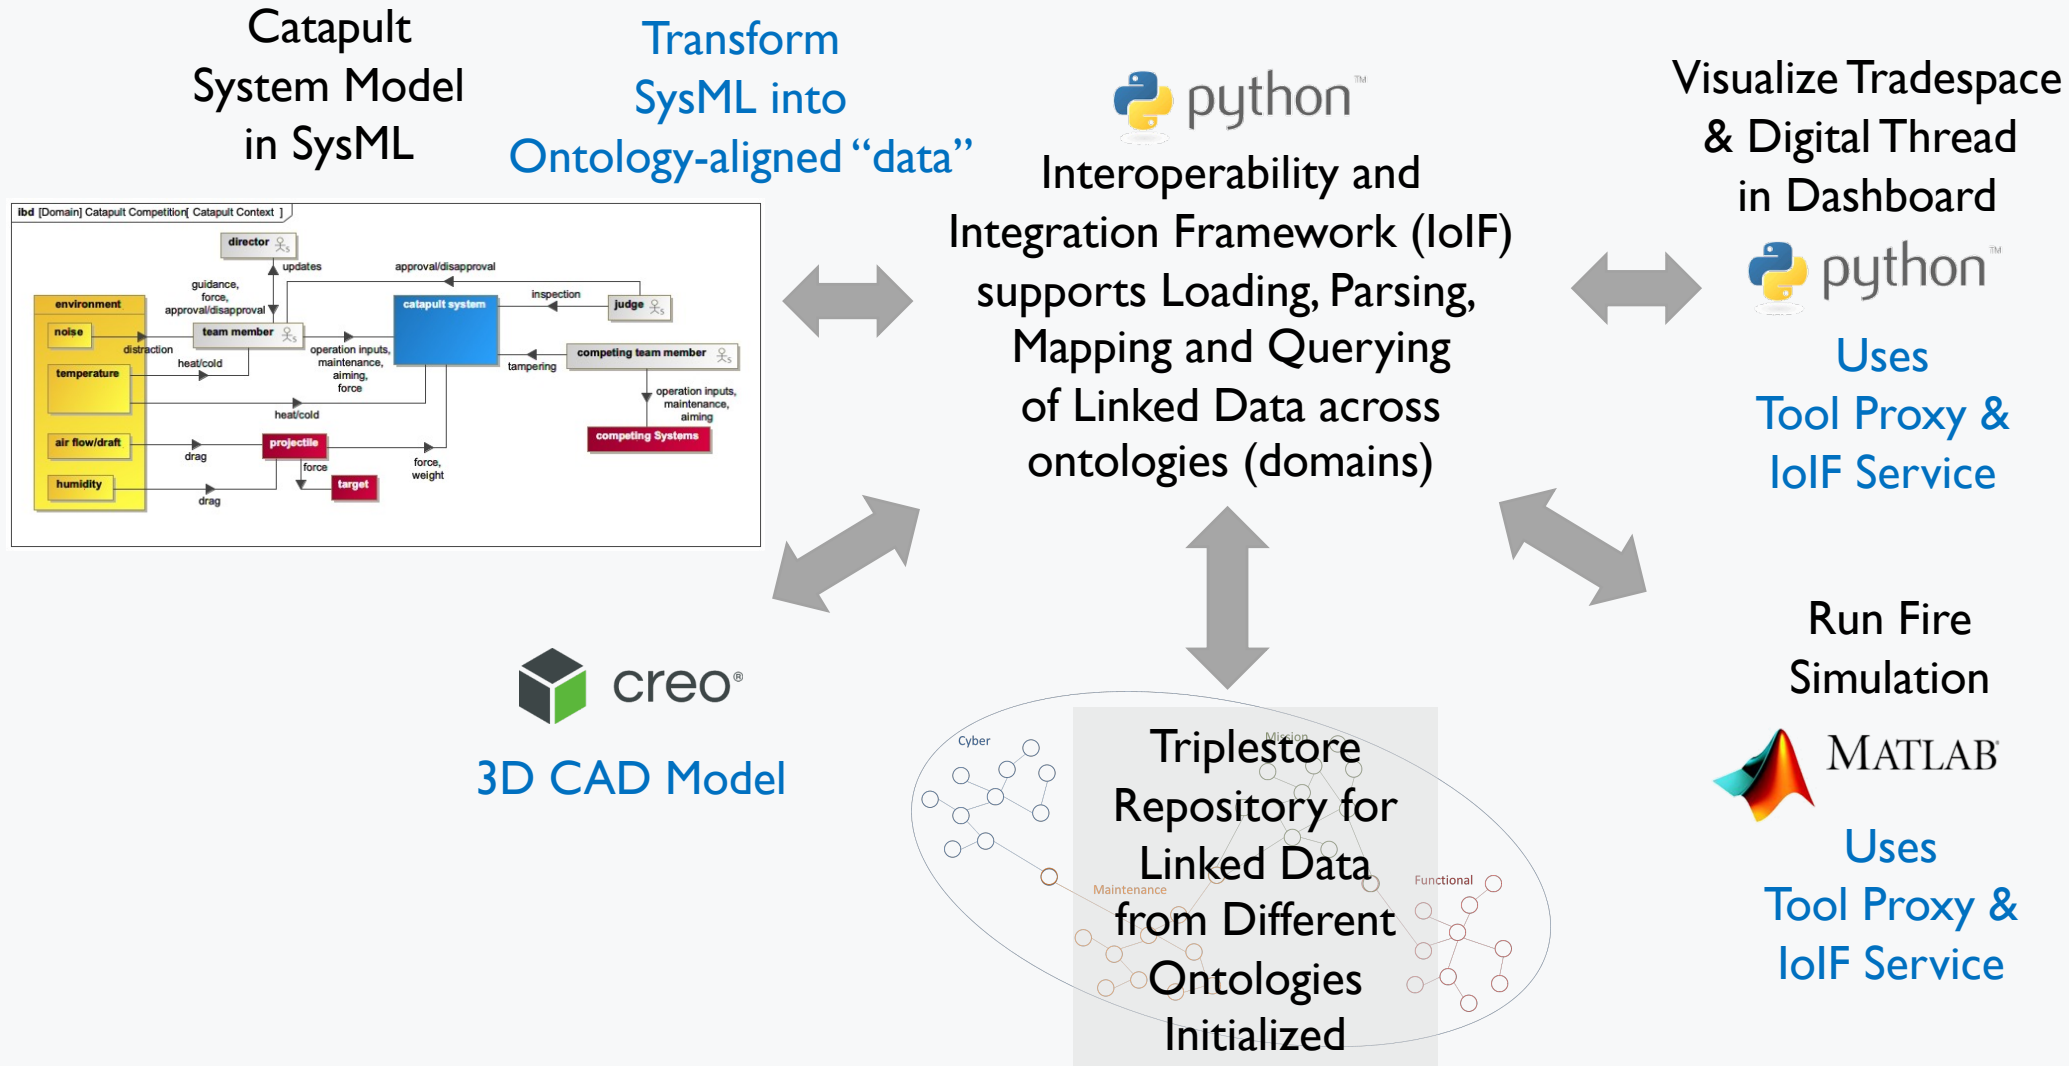 Catapult
System Model
in SysML
Transform
SysML into
Ontology-aligned “data”
python™
Interoperability and
Integration Framework (IoIF)
supports Loading, Parsing,
Mapping and Querying
of Linked Data across
ontologies (domains)
Visualize Tradespace
& Digital Thread
in Dashboard
python™
Uses
Tool Proxy &
IoIF Service
ibd [Domain] Catapult Competition[ Catapult Context ]
director
updates
approval/disapproval
guidance,
force,
approval/disapproval
environment
noise
distraction
team member
heat/cold
temperature
operation inputs,
maintenance,
aiming,
force
catapult system
inspection
judge
tampering
competing team member
operation inputs,
maintenance,
aiming
competing Systems
heat/cold
air flow/draft
drag
projectile
force
force,
weight
target
humidity
drag
creo®
3D CAD Model
Cyber
Mission
Maintenance
Functional
Triplestore
Repository for
Linked Data
from Different
Ontologies
Initialized
Run Fire
Simulation
MATLAB®
Uses
Tool Proxy &
IoIF Service